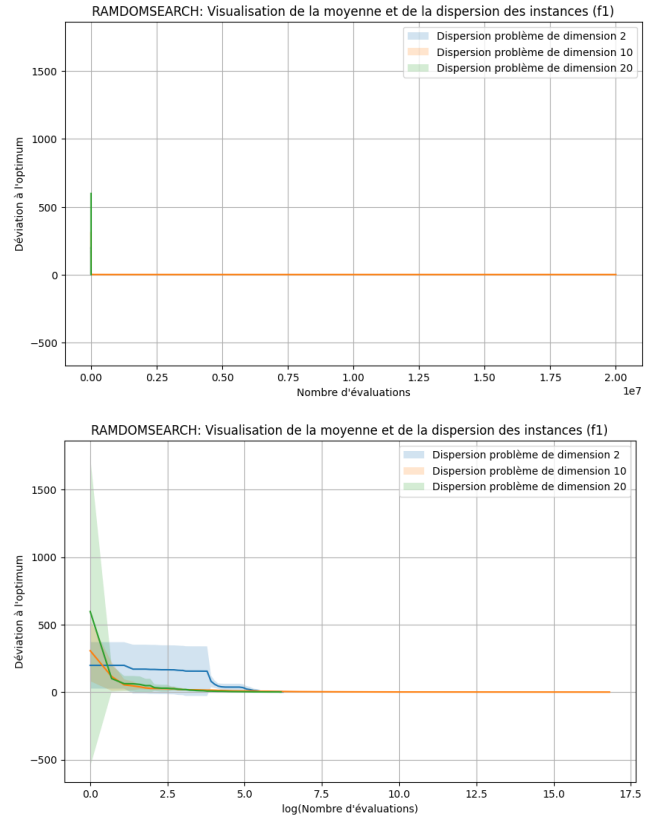 RAMDOMSEARCH: Visualisation de la moyenne et de la dispersion des instances (f1)
Dispersion problème de dimension 2
Dispersion problème de dimension 10
Dispersion problème de dimension 20
1500
1000
500
0
−500
Déviation à l'optimum
0.00 0.25 0.50 0.75 1.00 1.25 1.50 1.75 2.00
Nombre d'évaluations
1e7
RAMDOMSEARCH: Visualisation de la moyenne et de la dispersion des instances (f1)
Dispersion problème de dimension 2
Dispersion problème de dimension 10
Dispersion problème de dimension 20
1500
1000
500
0
−500
Déviation à l'optimum
0.0 2.5 5.0 7.5 10.0 12.5 15.0 17.5
log(Nombre d'évaluations)